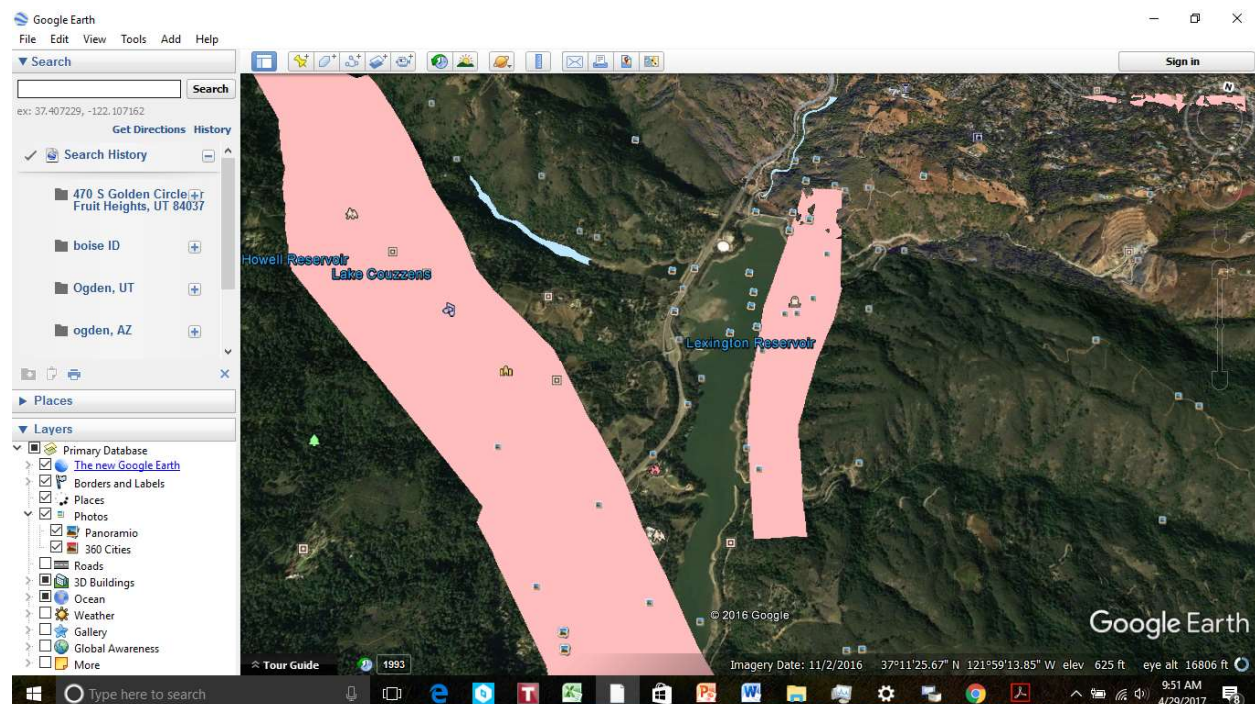 Google Earth
File Edit View Tools Add Help
Search
Sign in
Search
ex: 37.407229, -122.107162
Get Directions History
Search History
470 S Golden Circle
Fruit Heights, UT 84037
boise ID
Ogden, UT
ogden, AZ
Places
Layers
Primary Database
The new Google Earth
Borders and Labels
Places
Photos
Panoramio
360 Cities
Roads
3D Buildings
Ocean
Weather
Gallery
Global Awareness
More
N
Howell Reservoir
Lake Couzzens
Lexington Reservoir
© 2016 Google
Google Earth
Tour Guide
1993
Imagery Date: 11/2/2016 37°11'25.67" N 121°59'13.85" W elev 625 ft eye alt 16806 ft
Type here to search
9:51 AM
4/29/2017
8